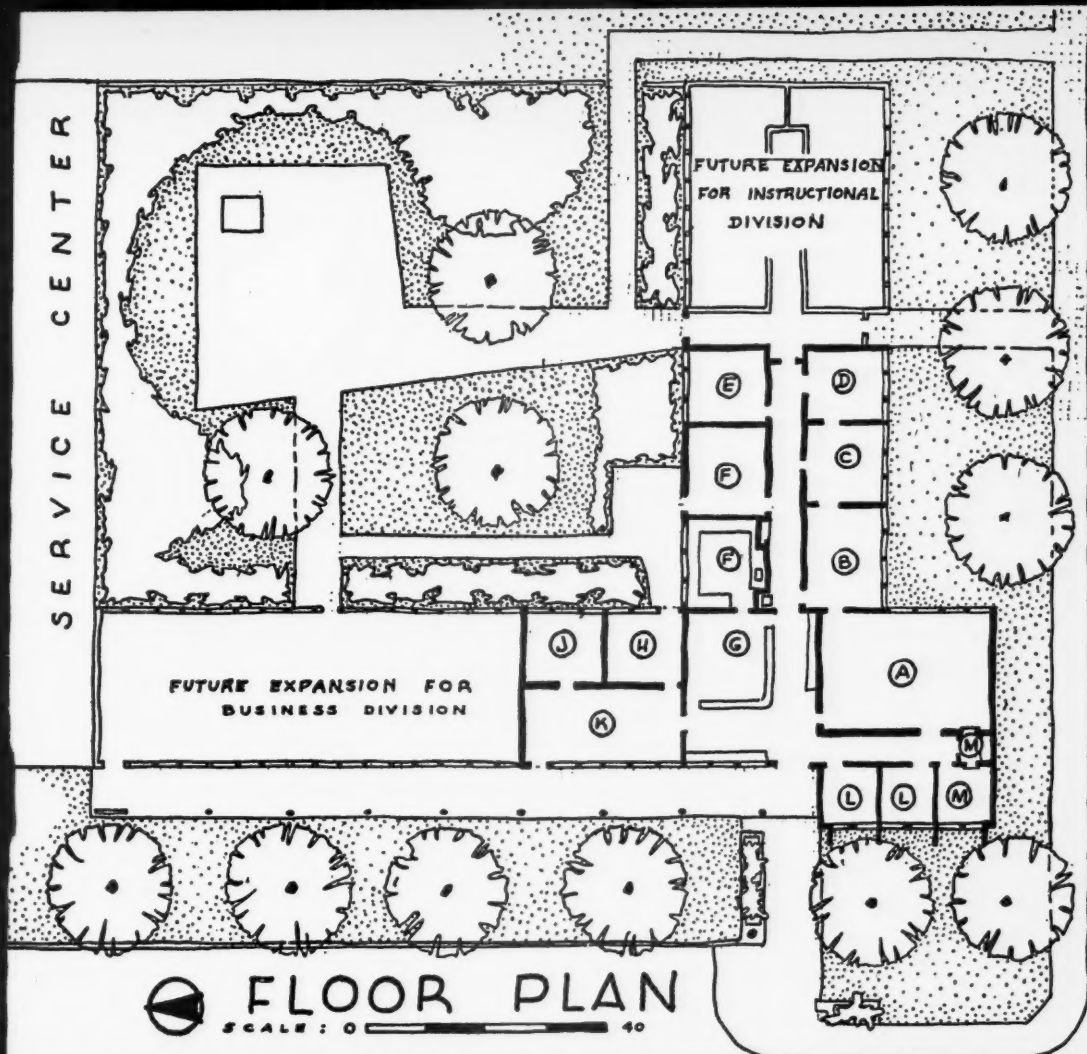 SERVICE CENTER
FUTURE EXPANSION
FOR INSTRUCTIONAL
DIVISION
E
D
F
C
F
B
J
H
G
A
FUTURE EXPANSION FOR
BUSINESS DIVISION
K
M
L
L
M
FLOOR PLAN
SCALE: 0 40